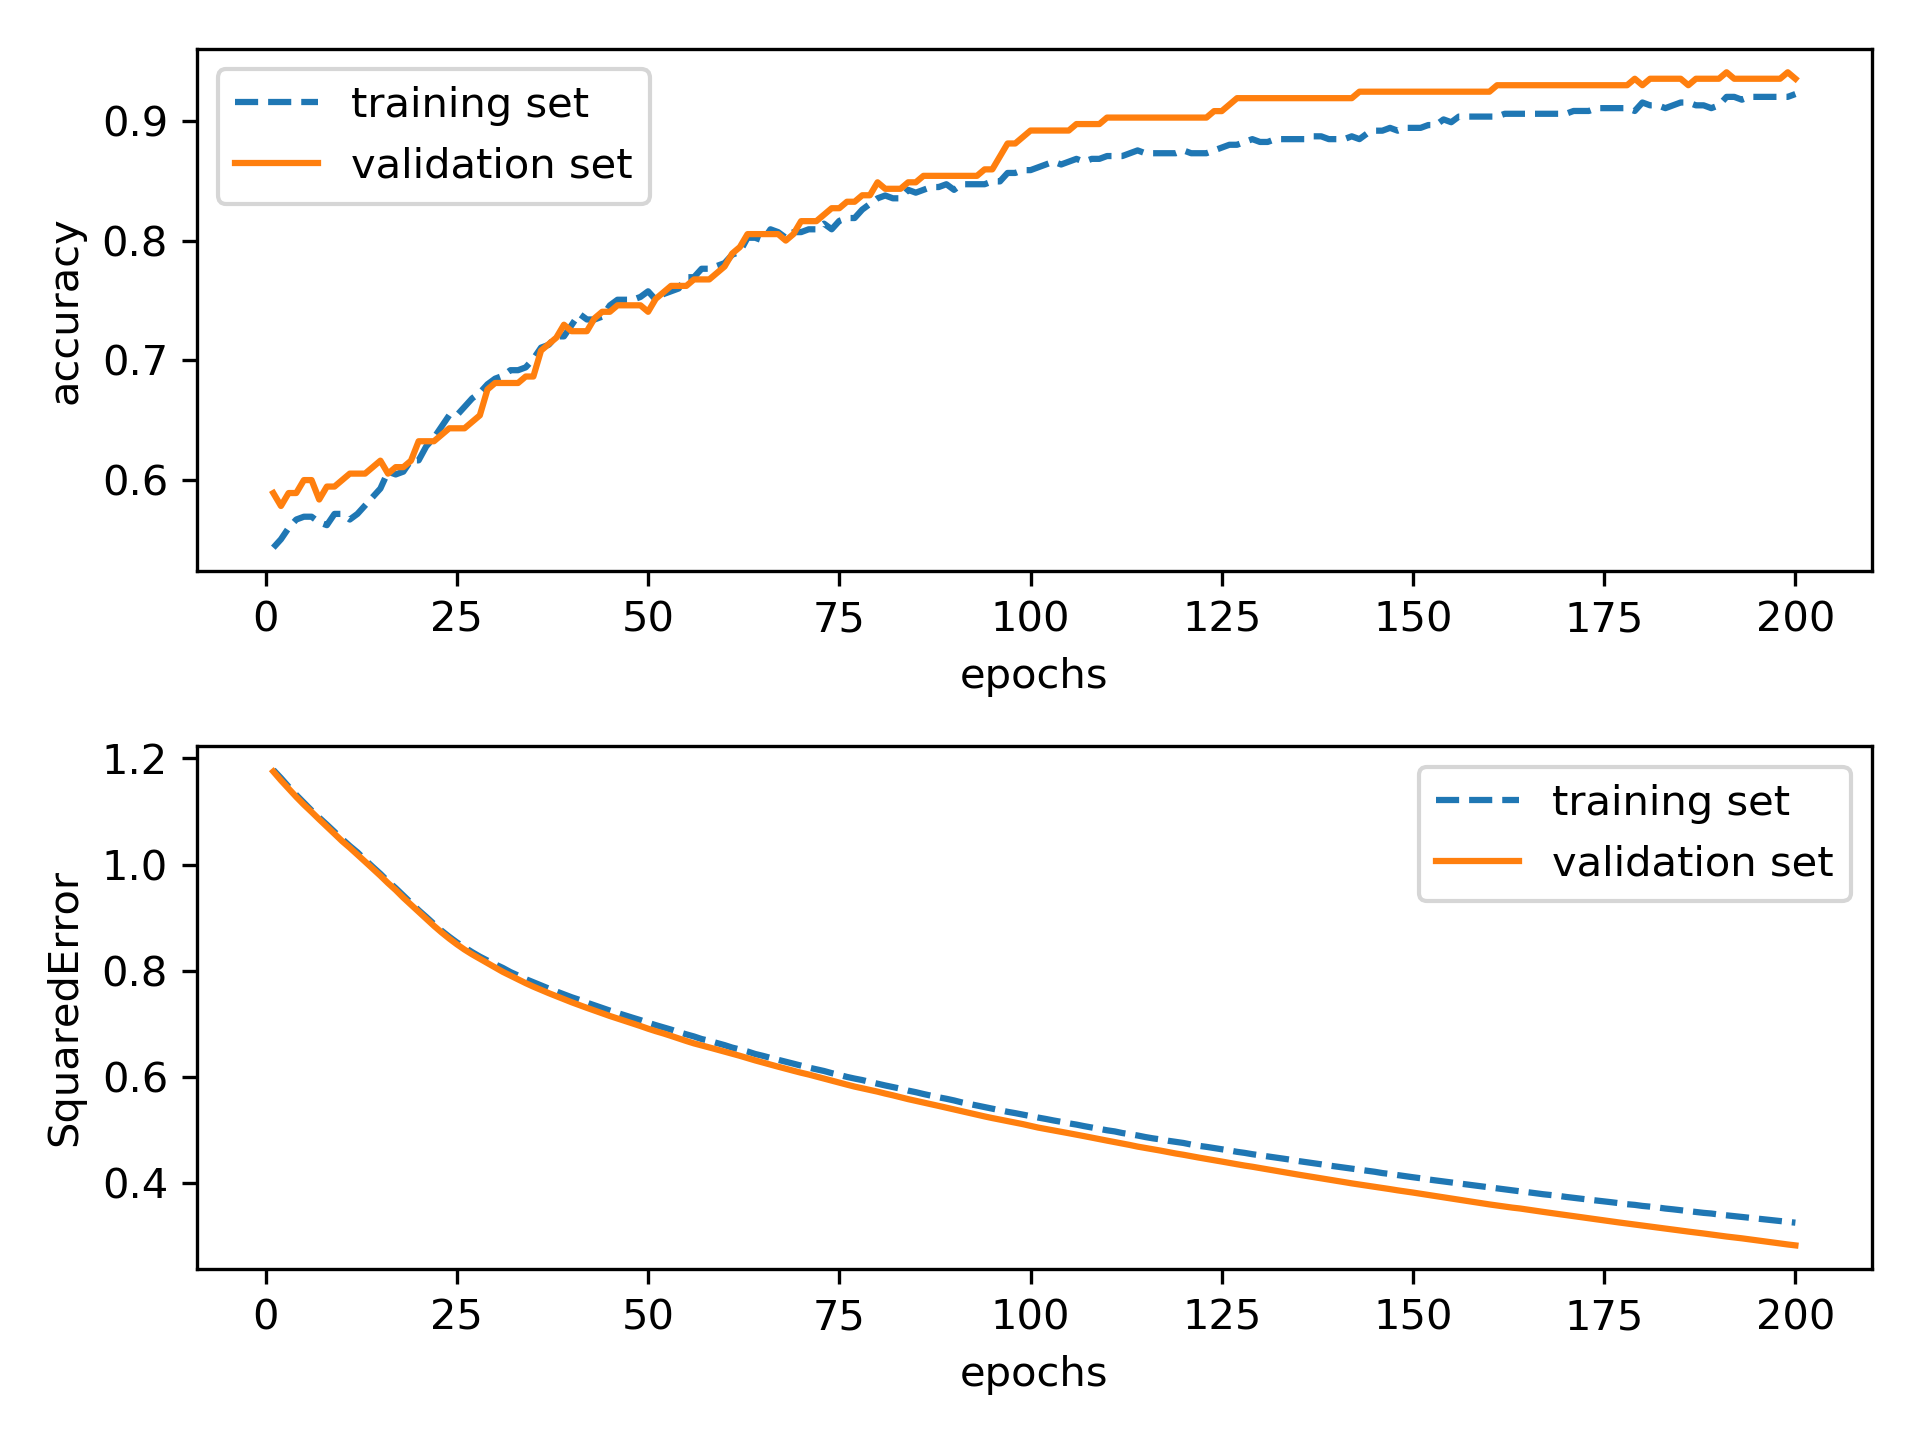 training set
validation set
0.9
0.8
0.7
0.6
accuracy
0 25 50 75 100 125 150 175 200
epochs
training set
validation set
1.2
1.0
0.8
0.6
0.4
SquaredError
0 25 50 75 100 125 150 175 200
epochs